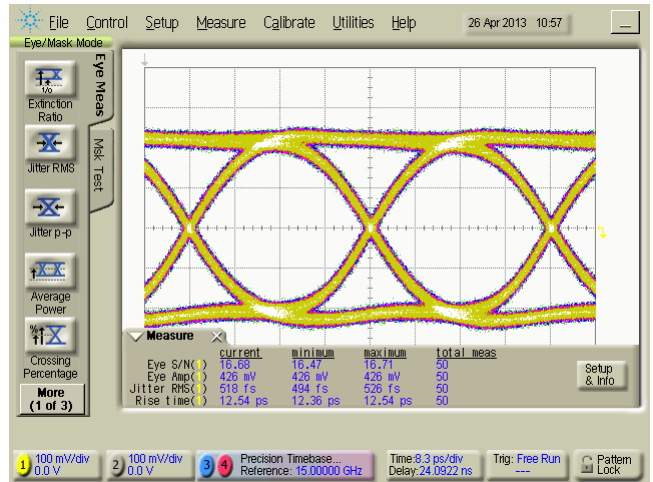 File Control Setup Measure Calibrate Utilities Help 26 Apr 2013 10:57
Eye/Mask Mode
Eye Meas
Msk Test
1/0
Extinction
Ratio
Jitter RMS
Jitter p-p
Average
Power
%
Crossing
Percentage
More
(1 of 3)
Measure
current minimum maximum total meas
Eye S/N(1) 16.68 16.47 16.71 50
Eye Amp(1) 426 mV 426 mV 426 mV 50
Jitter RMS(1) 518 fs 494 fs 526 fs 50
Rise time(1) 12.54 ps 12.36 ps 12.54 ps 50
Setup
& Info
1 100 mV/div
0.0 V
2 100 mV/div
0.0 V
3 4 Precision Timebase...
Reference: 15.00000 GHz
Time:8.3 ps/div
Delay:24.0922 ns
Trig: Free Run
---
Pattern
Lock